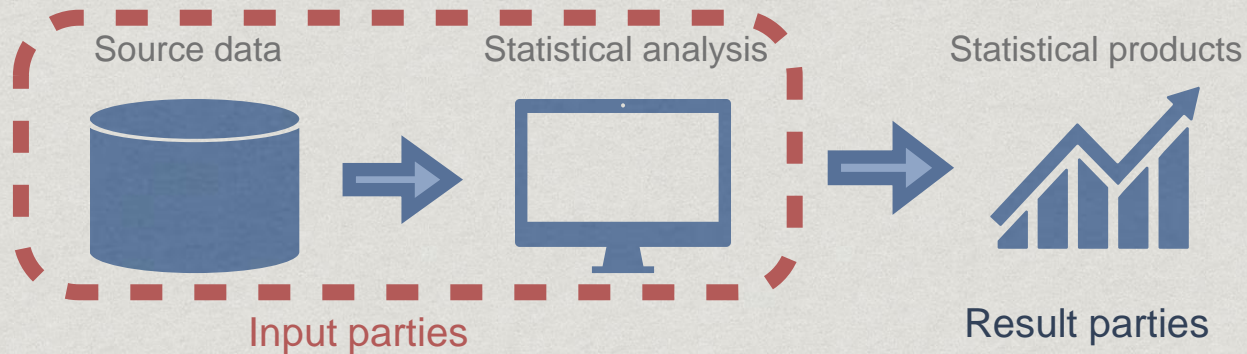 Source data
Statistical analysis
Statistical products
Input parties
Result parties